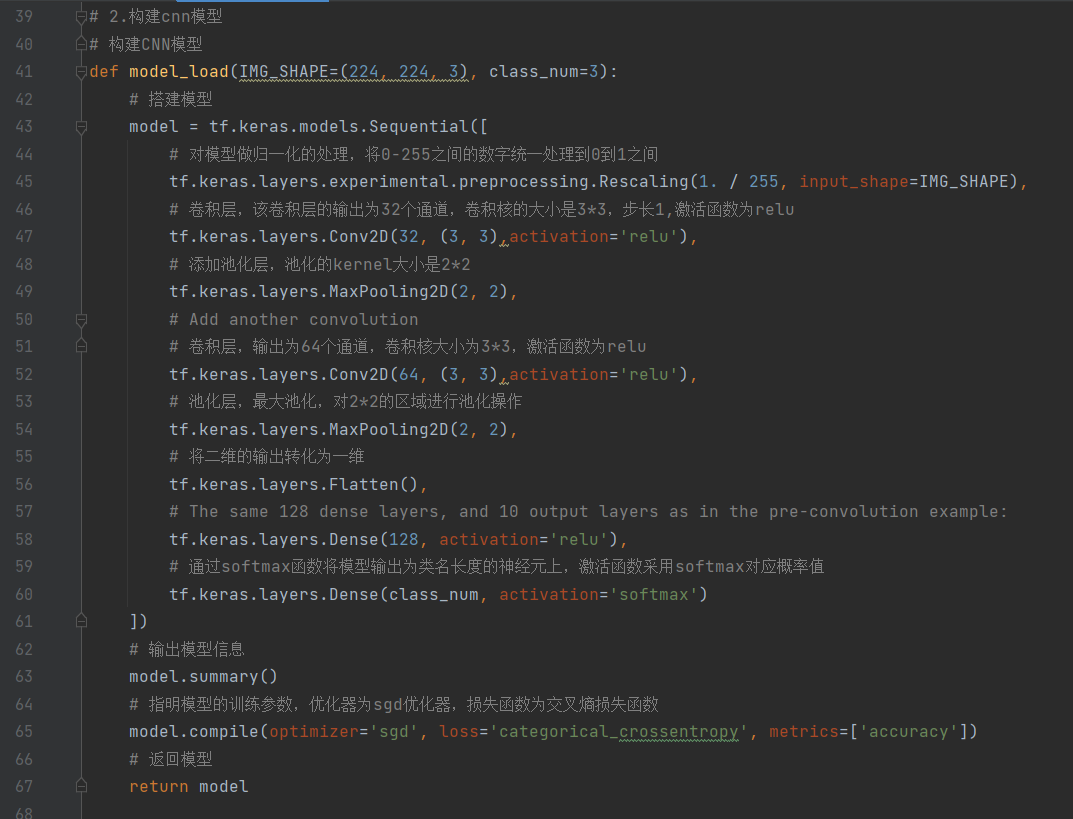 39 # 2.构建cnn模型
40 # 构建CNN模型
41 def model_load(IMG_SHAPE=(224, 224, 3), class_num=3):
42     # 搭建模型
43     model = tf.keras.models.Sequential([
44         # 对模型做归一化的处理，将0-255之间的数字统一处理到0到1之间
45         tf.keras.layers.experimental.preprocessing.Rescaling(1. / 255, input_shape=IMG_SHAPE),
46         # 卷积层，该卷积层的输出为32个通道，卷积核的大小是3*3，步长1,激活函数为relu
47         tf.keras.layers.Conv2D(32, (3, 3),activation='relu'),
48         # 添加池化层，池化的kernel大小是2*2
49         tf.keras.layers.MaxPooling2D(2, 2),
50         # Add another convolution
51         # 卷积层，输出为64个通道，卷积核大小为3*3，激活函数为relu
52         tf.keras.layers.Conv2D(64, (3, 3),activation='relu'),
53         # 池化层，最大池化，对2*2的区域进行池化操作
54         tf.keras.layers.MaxPooling2D(2, 2),
55         # 将二维的输出转化为一维
56         tf.keras.layers.Flatten(),
57         # The same 128 dense layers, and 10 output layers as in the pre-convolution example:
58         tf.keras.layers.Dense(128, activation='relu'),
59         # 通过softmax函数将模型输出为类名长度的神经元上，激活函数采用softmax对应概率值
60         tf.keras.layers.Dense(class_num, activation='softmax')
61     ])
62     # 输出模型信息
63     model.summary()
64     # 指明模型的训练参数，优化器为sgd优化器，损失函数为交叉熵损失函数
65     model.compile(optimizer='sgd', loss='categorical_crossentropy', metrics=['accuracy'])
66     # 返回模型
67     return model
68